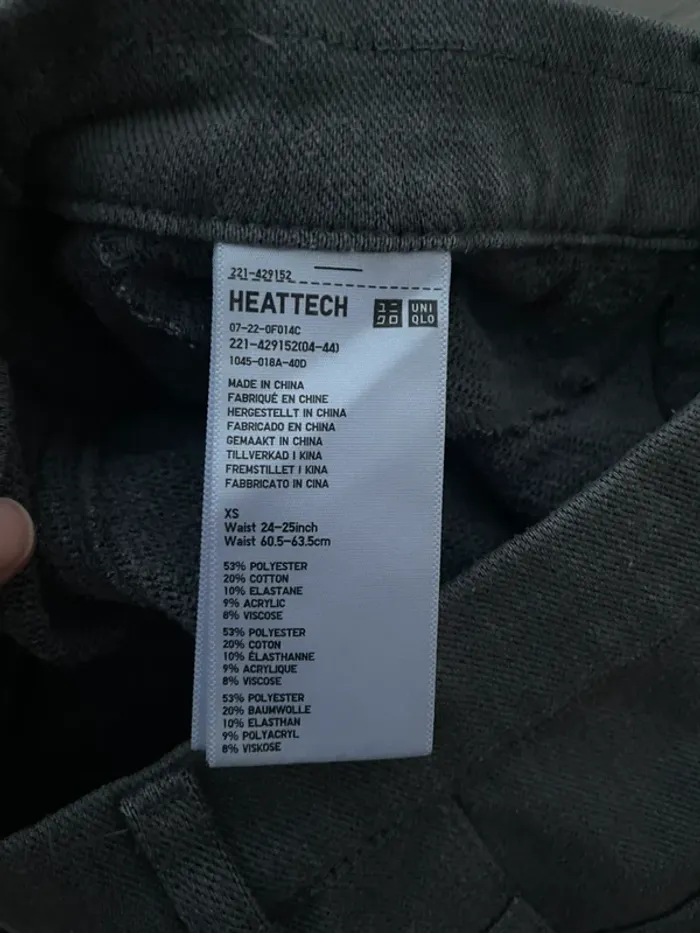 221-429152
HEATTECH
ユニ
クロ
UNI
QLO
07-22-0F014C
221-429152(04-44)
1045-018A-40D
MADE IN CHINA
FABRIQUÉ EN CHINE
HERGESTELLT IN CHINA
FABRICADO EN CHINA
GEMAAKT IN CHINA
TILLVERKAD I KINA
FREMSTILLET I KINA
FABBRICATO IN CINA
XS
Waist 24-25inch
Waist 60.5-63.5cm
53% POLYESTER
20% COTTON
10% ELASTANE
9% ACRYLIC
8% VISCOSE
53% POLYESTER
20% COTON
10% ÉLASTHANNE
9% ACRYLIQUE
8% VISCOSE
53% POLYESTER
20% BAUMWOLLE
10% ELASTHAN
9% POLYACRYL
8% VISKOSE